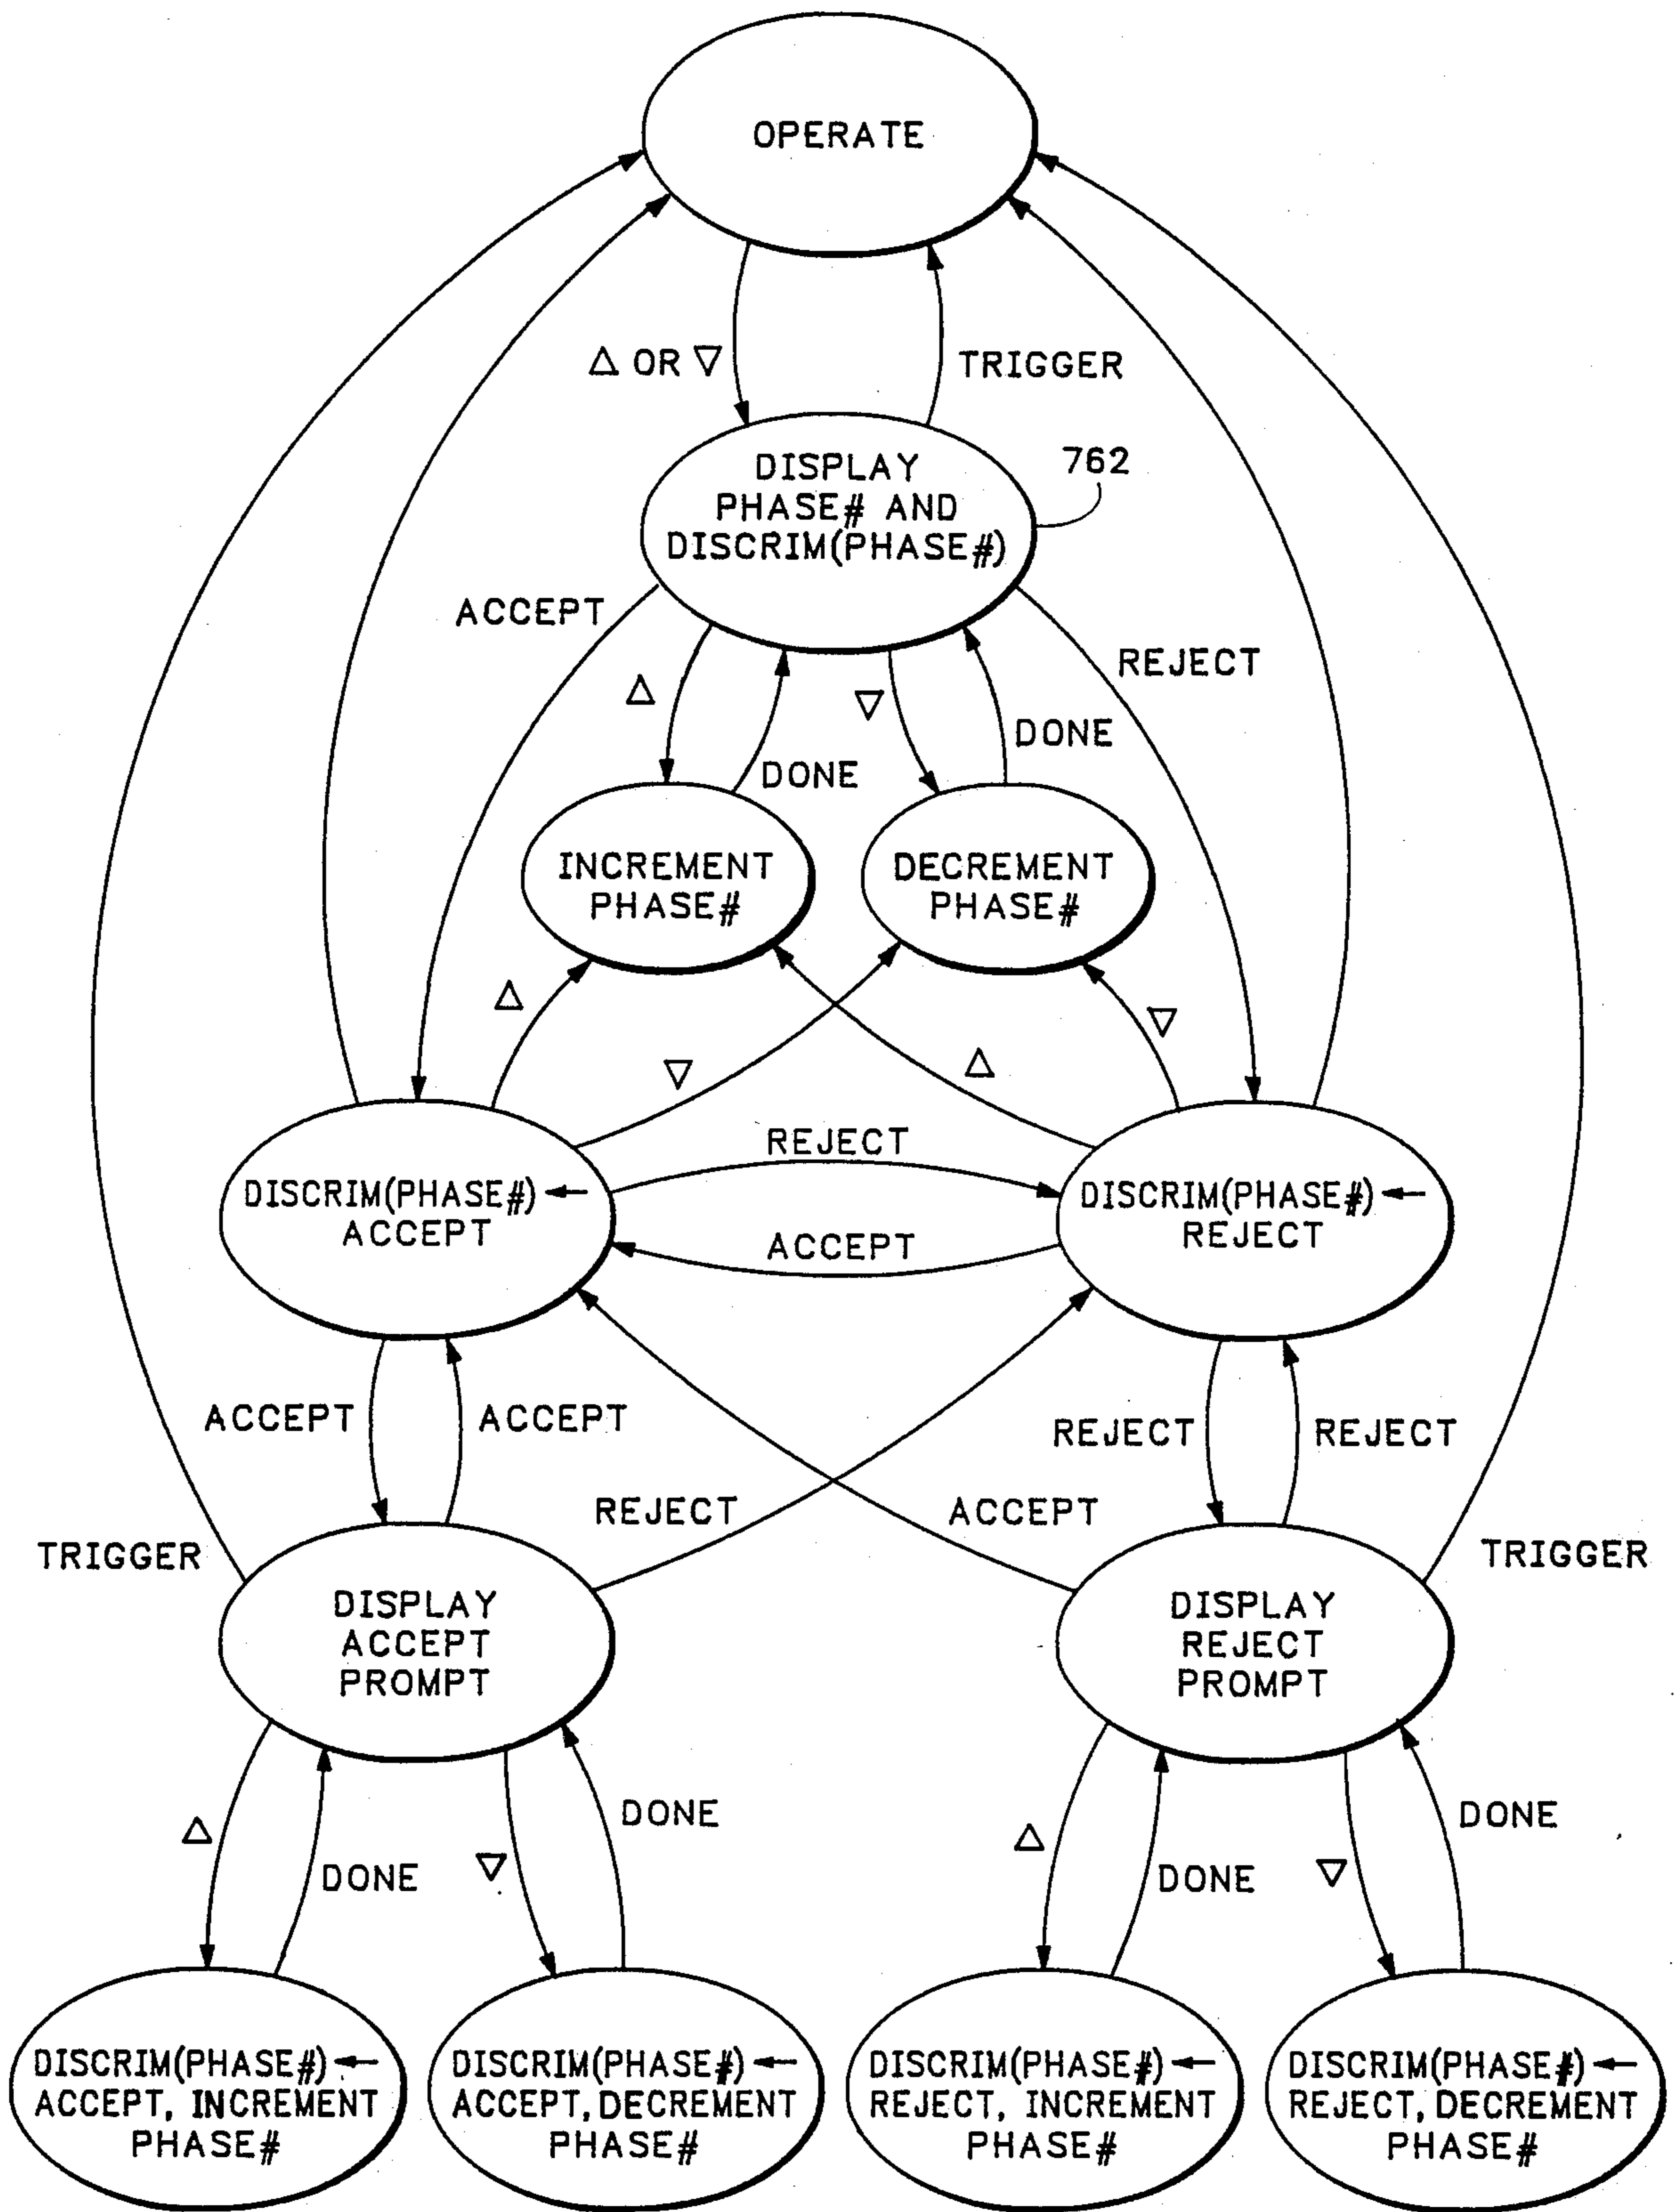 OPERATE
△ OR ▽
TRIGGER
DISPLAY
PHASE# AND
DISCRIM(PHASE#)
762
ACCEPT
REJECT
△
▽
DONE
DONE
INCREMENT
PHASE#
DECREMENT
PHASE#
△
▽
△
▽
REJECT
DISCRIM(PHASE#) ←
ACCEPT
DISCRIM(PHASE#) ←
REJECT
ACCEPT
ACCEPT
ACCEPT
REJECT
REJECT
REJECT
ACCEPT
TRIGGER
TRIGGER
DISPLAY
ACCEPT
PROMPT
DISPLAY
REJECT
PROMPT
△
DONE
▽
DONE
△
DONE
▽
DONE
DISCRIM(PHASE#) ←
ACCEPT, INCREMENT
PHASE#
DISCRIM(PHASE#) ←
ACCEPT, DECREMENT
PHASE#
DISCRIM(PHASE#) ←
REJECT, INCREMENT
PHASE#
DISCRIM(PHASE#) ←
REJECT, DECREMENT
PHASE#